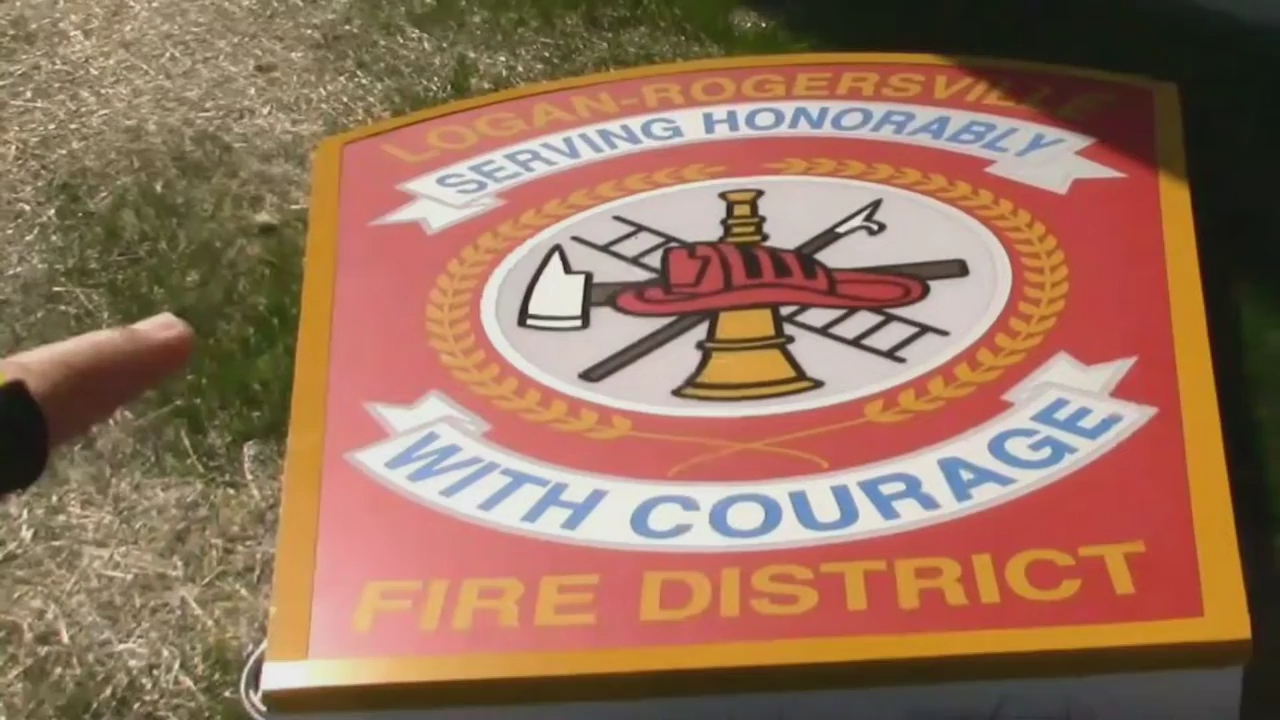 LOGAN-ROGERSVILLE
SERVING HONORABLY
WITH COURAGE
FIRE DISTRICT